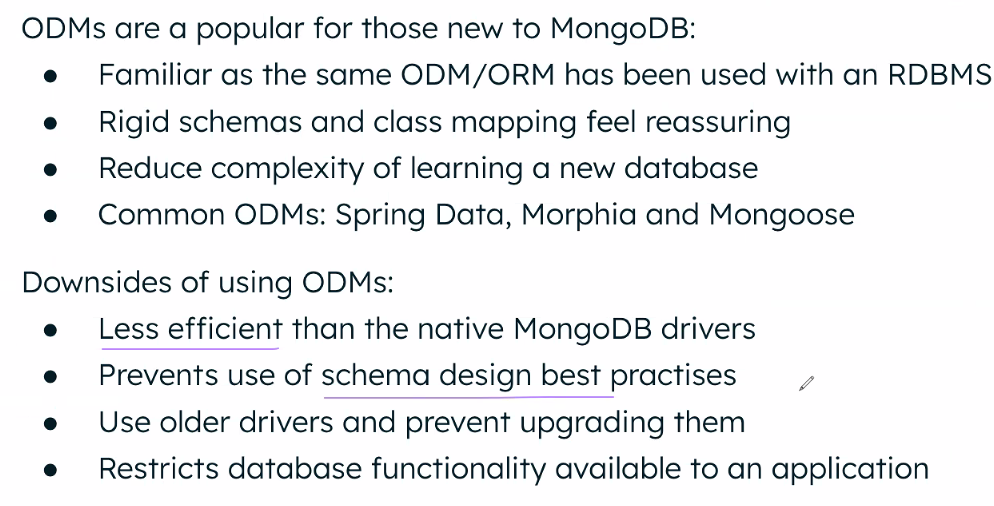 ODMs are a popular for those new to MongoDB:
● Familiar as the same ODM/ORM has been used with an RDBMS
● Rigid schemas and class mapping feel reassuring
● Reduce complexity of learning a new database
● Common ODMs: Spring Data, Morphia and Mongoose
Downsides of using ODMs:
● Less efficient than the native MongoDB drivers
● Prevents use of schema design best practises
● Use older drivers and prevent upgrading them
● Restricts database functionality available to an application